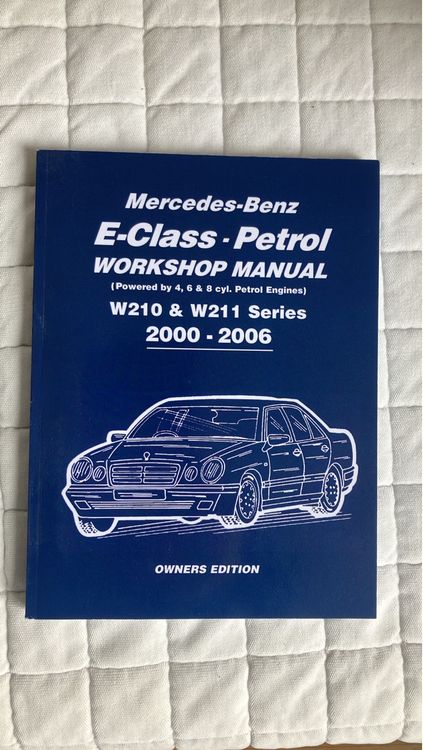 Mercedes-Benz
E-Class - Petrol
WORKSHOP MANUAL
(Powered by 4, 6 & 8 cyl. Petrol Engines)
W210 & W211 Series
2000 - 2006
OWNERS EDITION